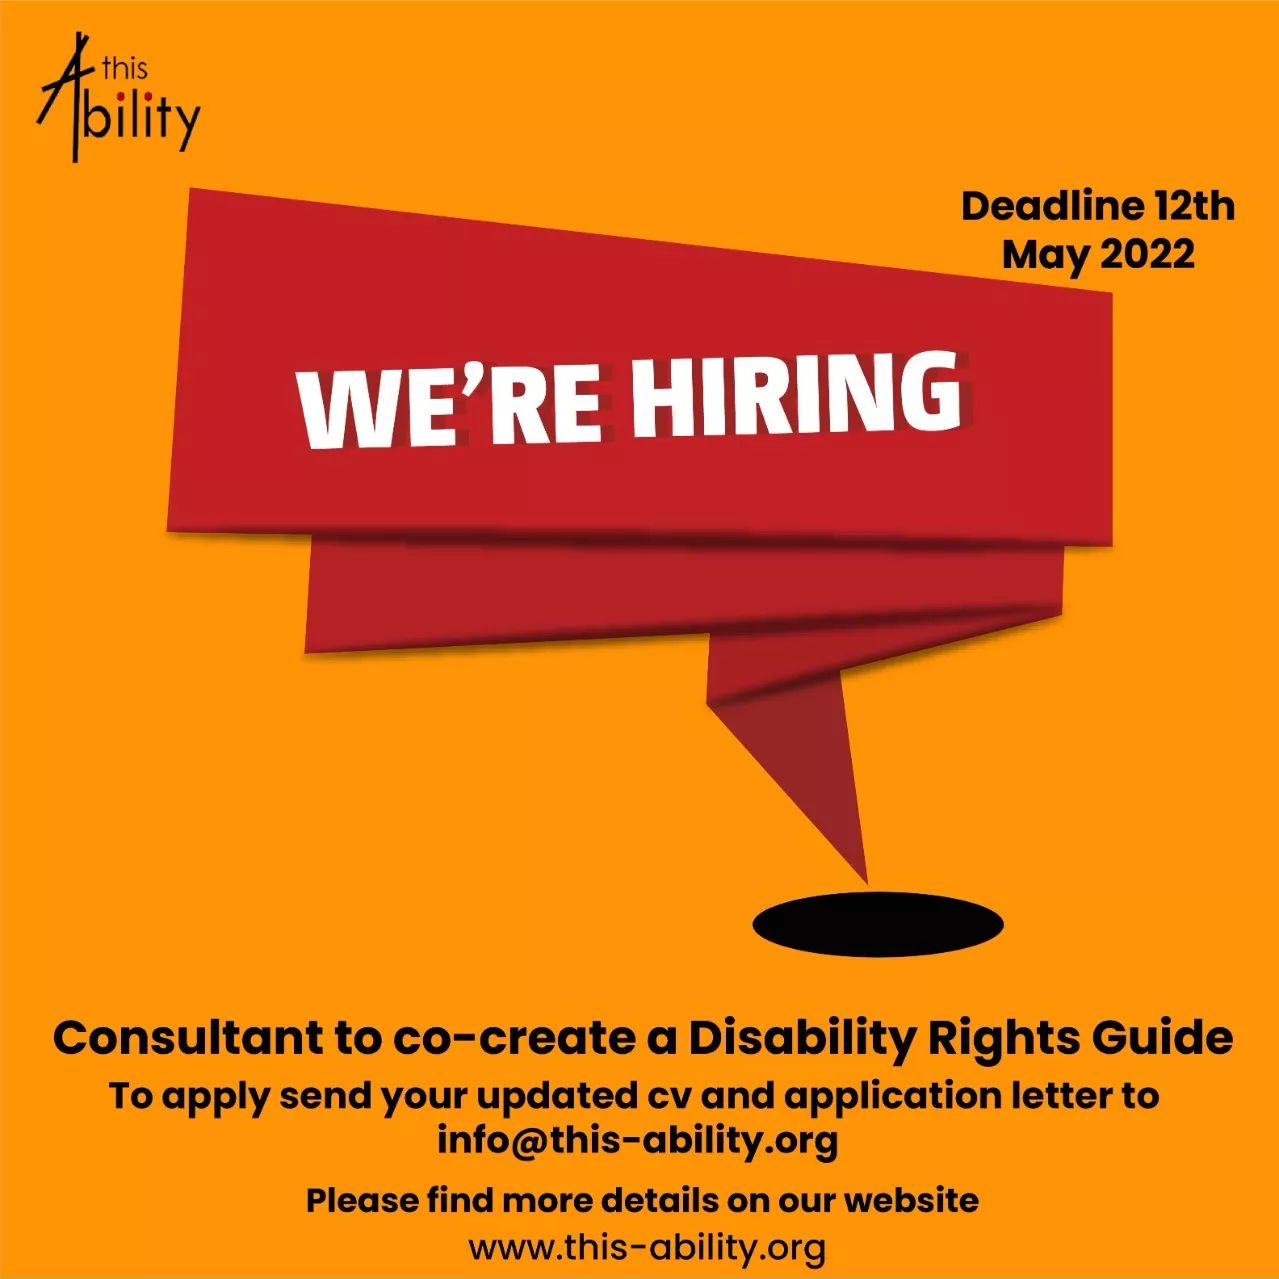 this
Ability
Deadline 12th
May 2022
WE'RE HIRING
Consultant to co-create a Disability Rights Guide
To apply send your updated cv and application letter to
info@this-ability.org
Please find more details on our website
www.this-ability.org